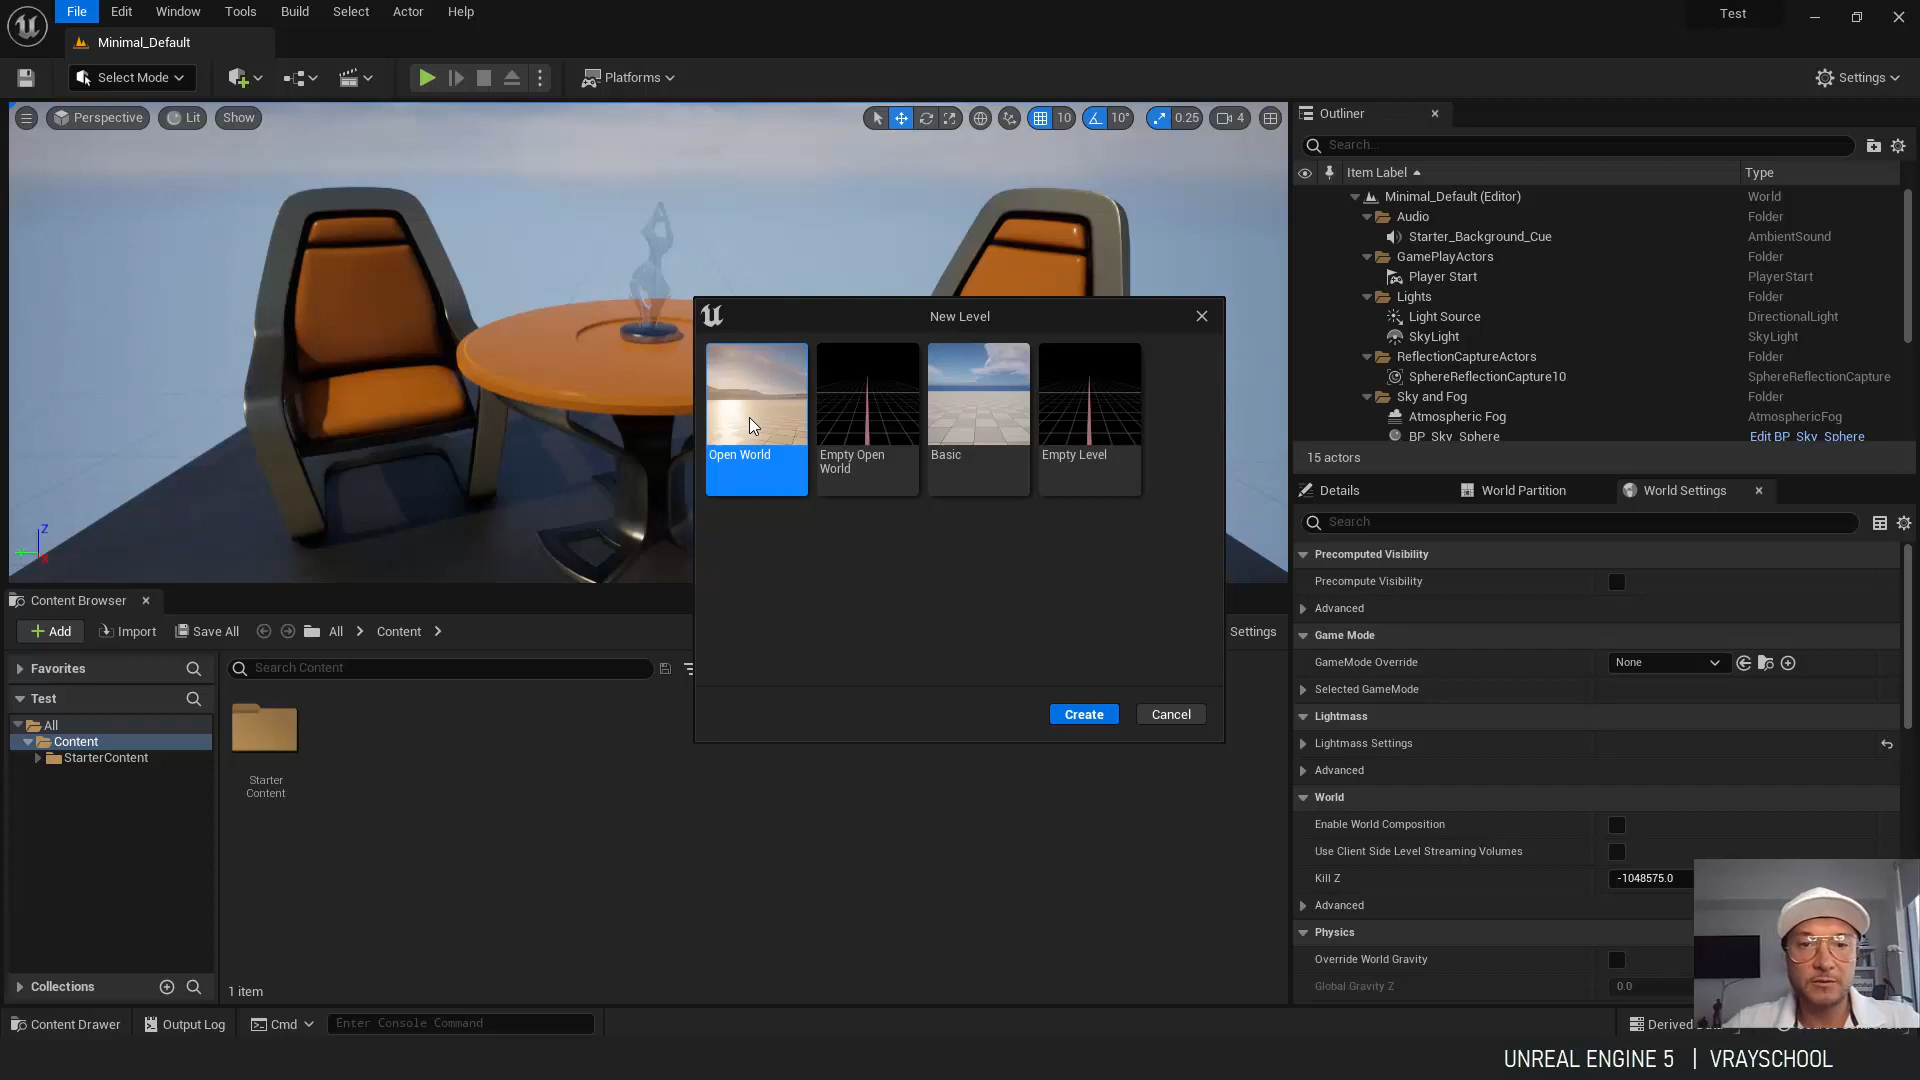 File Edit View Window Tools Build Select Actor Help
Test
Minimal_Default
Select Mode
Platforms
Settings
Perspective
Lit
Show
10
10°
0.25
4
Outliner
Search...
Item Label
Type
Minimal_Default (Editor)
World
Audio
Folder
Starter_Background_Cue
AmbientSound
GamePlayActors
Folder
Player Start
PlayerStart
Lights
Folder
Light Source
DirectionalLight
SkyLight
SkyLight
ReflectionCaptureActors
Folder
SphereReflectionCapture10
SphereReflectionCapture
Sky and Fog
Folder
Atmospheric Fog
AtmosphericFog
BP_Sky_Sphere
Edit BP_Sky_Sphere
15 actors
New Level
Open World
Empty Open
World
Basic
Empty Level
Create
Cancel
Details
World Partition
World Settings
Search
Precomputed Visibility
Precompute Visibility
Advanced
Game Mode
GameMode Override
None
Selected GameMode
Lightmass
Lightmass Settings
Advanced
World
Enable World Composition
Use Client Side Level Streaming Volumes
Kill Z
-1048575.0
Advanced
Physics
Override World Gravity
Global Gravity Z
0.0
Z
Content Browser
Add
Import
Save All
All
Content
Settings
Favorites
Search Content
Test
All
Content
StarterContent
Starter
Content
Collections
1 item
Content Drawer
Output Log
Cmd
Enter Console Command
UNREAL ENGINE 5 | VRAYSCHOOL